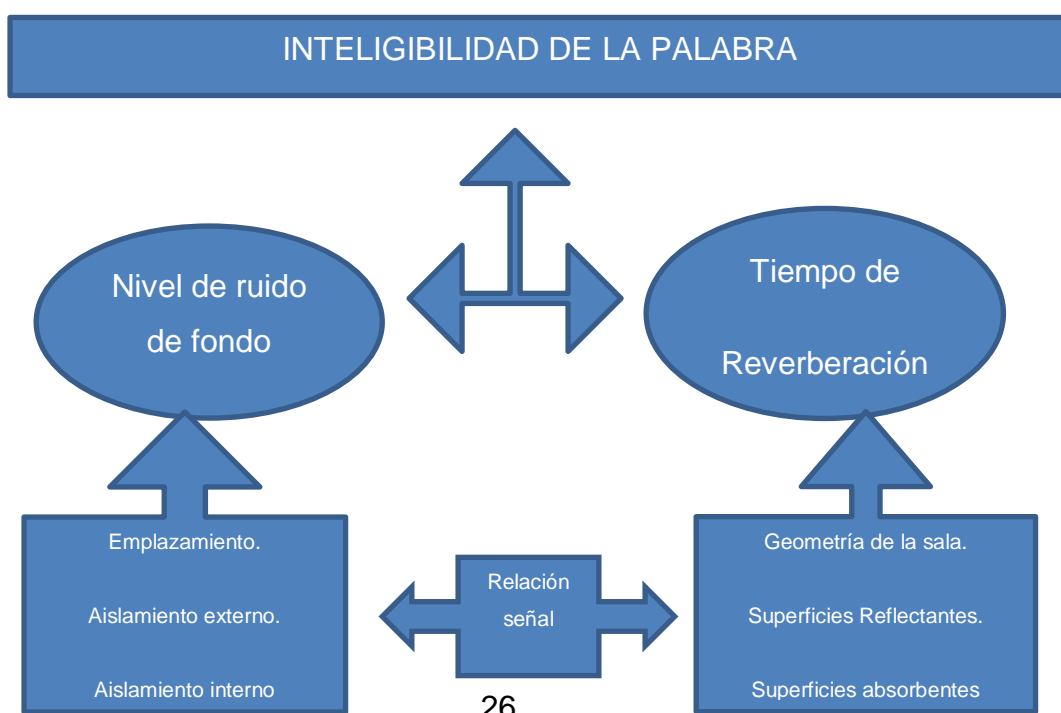 INTELIGIBILIDAD DE LA PALABRA
Nivel de ruido
de fondo
Tiempo de
Reverberación
Emplazamiento.
Aislamiento externo.
Aislamiento interno
Relación
señal
Geometría de la sala.
Superficies Reflectantes.
Superficies absorbentes
26